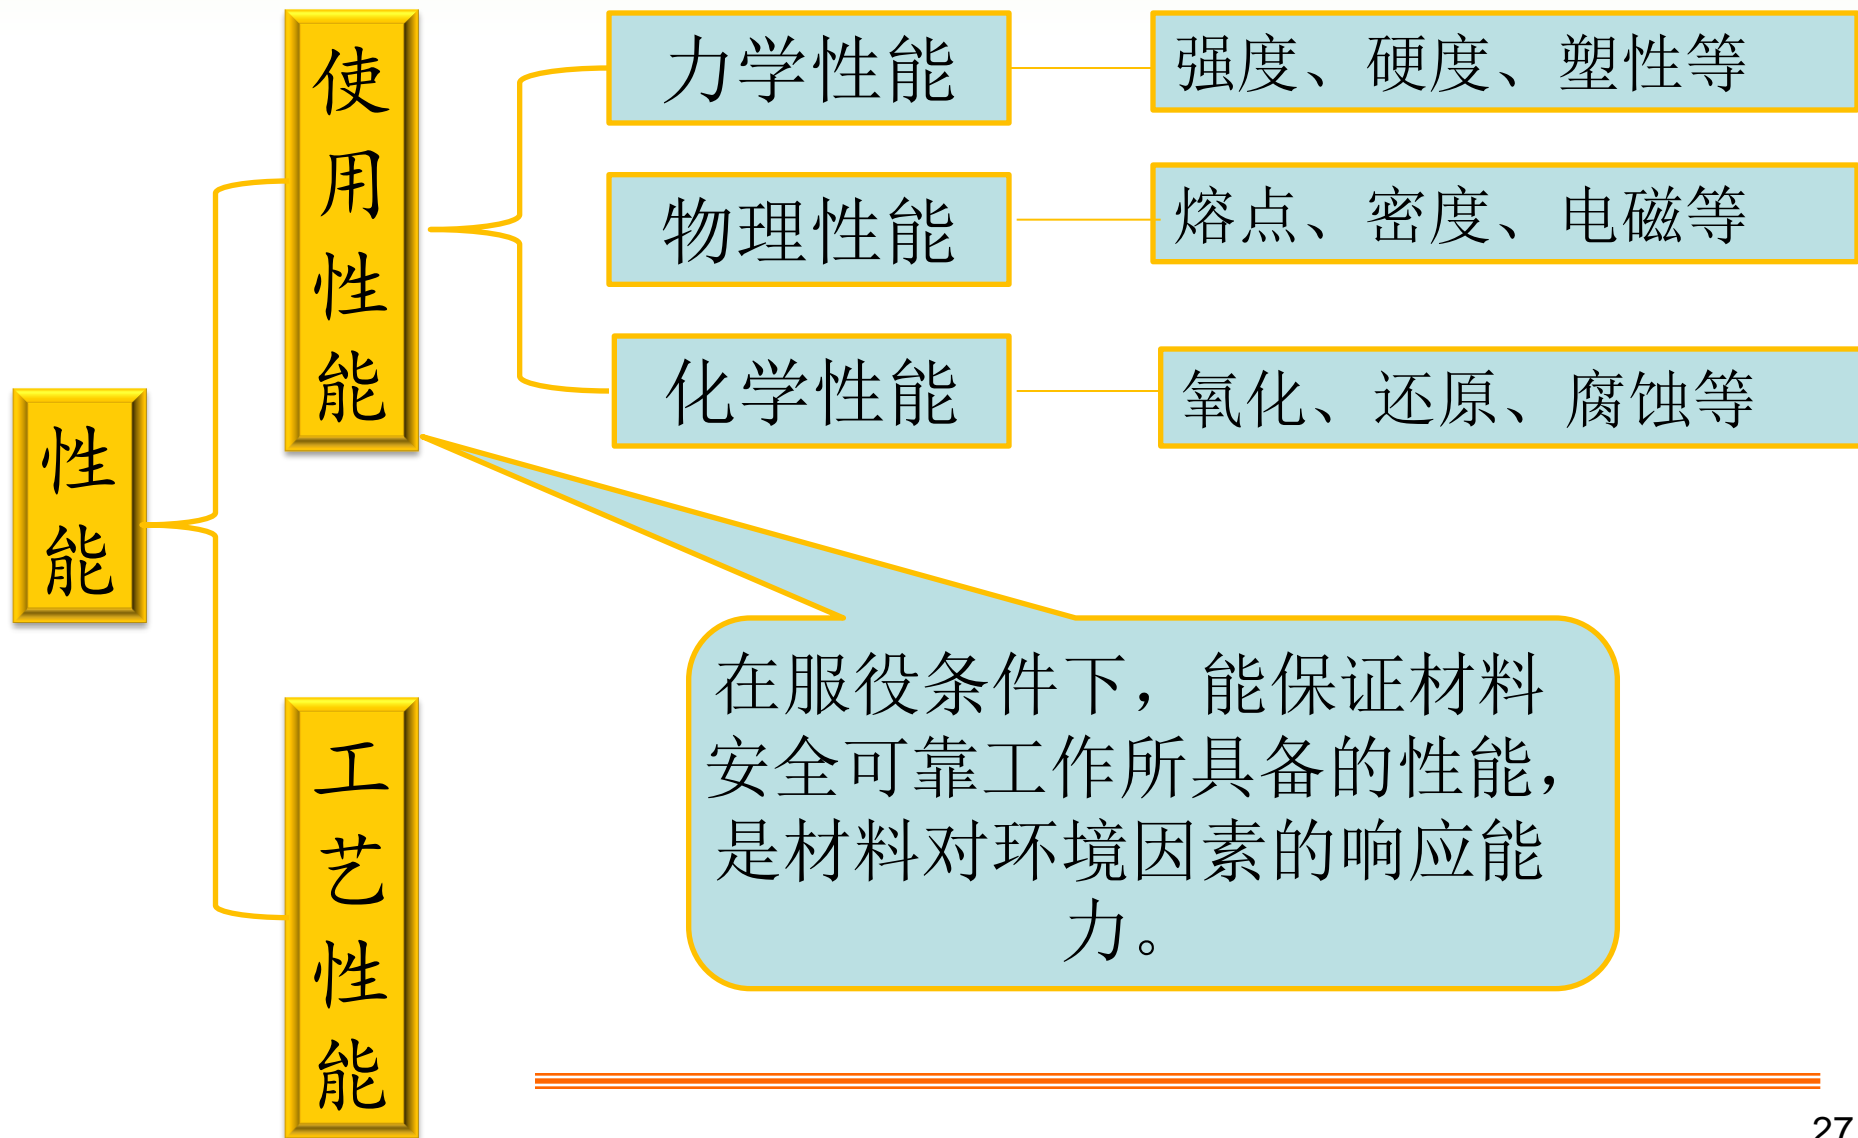 性能
使用性能
力学性能
强度、硬度、塑性等
物理性能
熔点、密度、电磁等
化学性能
氧化、还原、腐蚀等
在服役条件下，能保证材料
安全可靠工作所具备的性能，
是材料对环境因素的响应能
力。
工艺性能
27